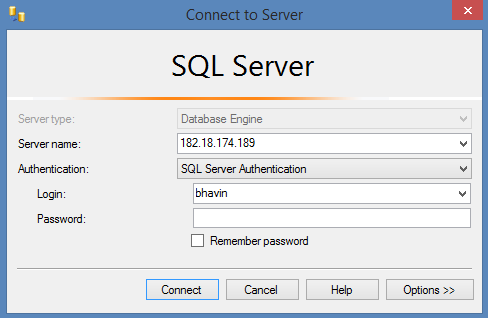 Connect to Server
SQL Server
Server type: Database Engine
Server name: 182.18.174.189
Authentication: SQL Server Authentication
Login: bhavin
Password:
Remember password
Connect Cancel Help Options >>